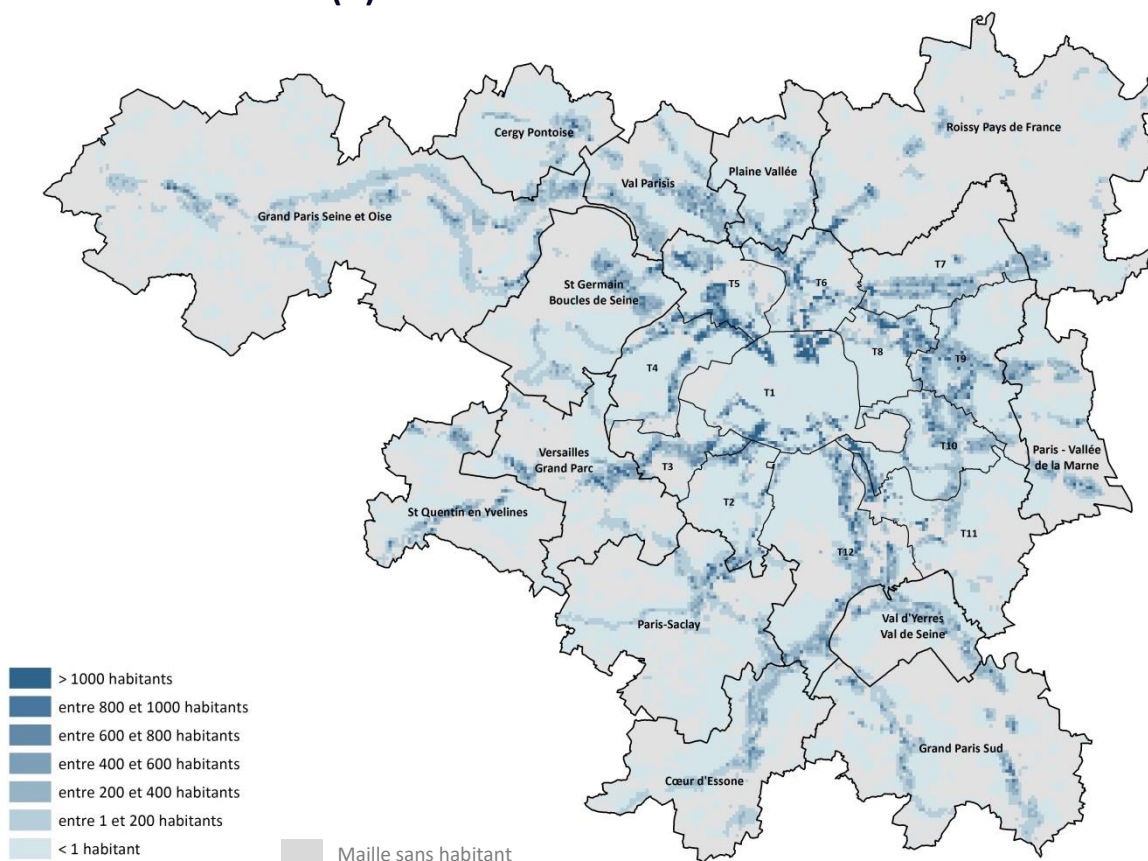 Cergy Pontoise
Roissy Pays de France
Plaine Vallée
Val Parisis
Grand Paris Seine et Oise
T7
St Germain
Boucles de Seine
T5
T6
T8
T9
T4
T1
T10
Versailles
Grand Parc
T3
Paris - Vallée
de la Marne
T2
St Quentin en Yvelines
T11
T12
Val d'Yerres
Val de Seine
Paris-Saclay
Grand Paris Sud
Cœur d'Essone
> 1000 habitants
entre 800 et 1000 habitants
entre 600 et 800 habitants
entre 400 et 600 habitants
entre 200 et 400 habitants
entre 1 et 200 habitants
< 1 habitant
Maille sans habitant